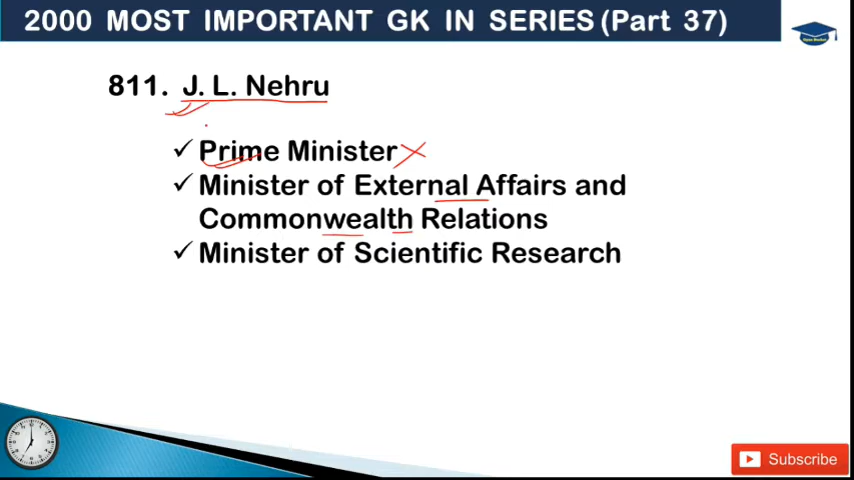 2000 MOST IMPORTANT GK IN SERIES (Part 37)
811. J. L. Nehru
✓ Prime Minister
✓ Minister of External Affairs and
Commonwealth Relations
✓ Minister of Scientific Research
Subscribe